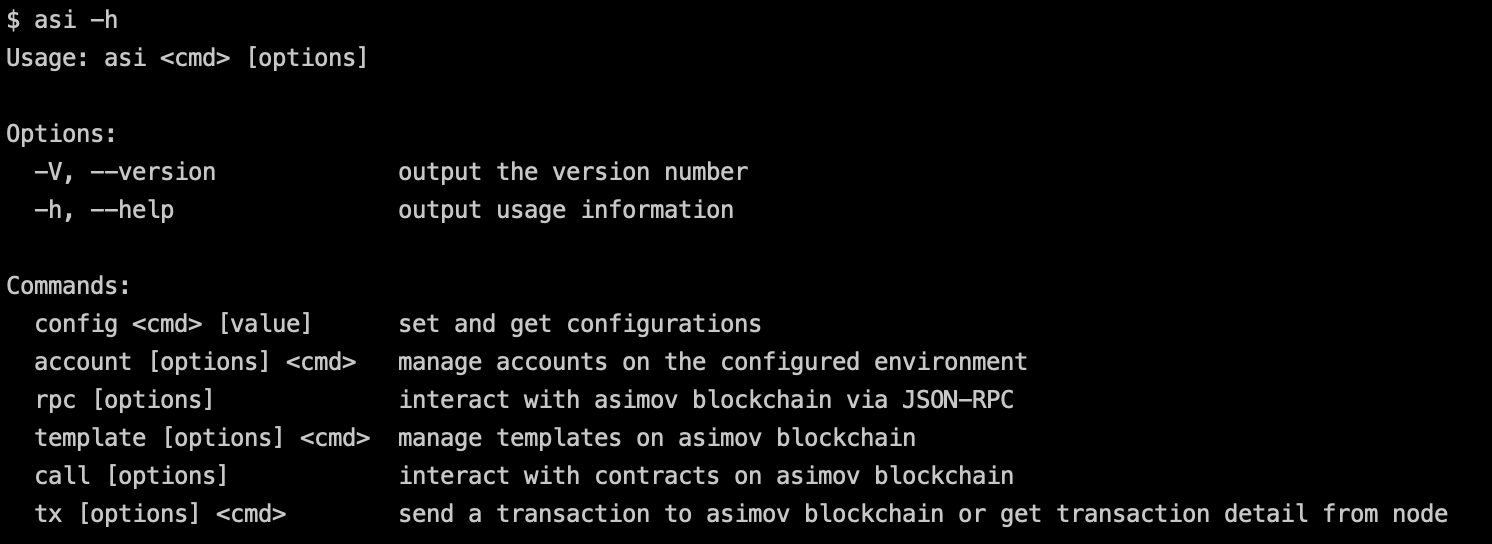 $ asi -h
Usage: asi <cmd> [options]
Options:
-V, --version output the version number
-h, --help output usage information
Commands:
config <cmd> [value] set and get configurations
account [options] <cmd> manage accounts on the configured environment
rpc [options] interact with asimov blockchain via JSON-RPC
template [options] <cmd> manage templates on asimov blockchain
call [options] interact with contracts on asimov blockchain
tx [options] <cmd> send a transaction to asimov blockchain or get transaction detail from node